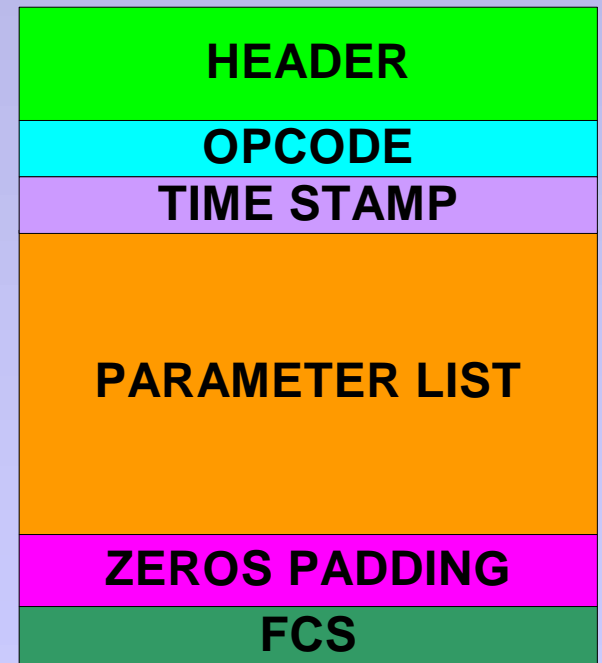 HEADER
OPCODE
TIME STAMP
PARAMETER LIST
ZEROS PADDING
FCS